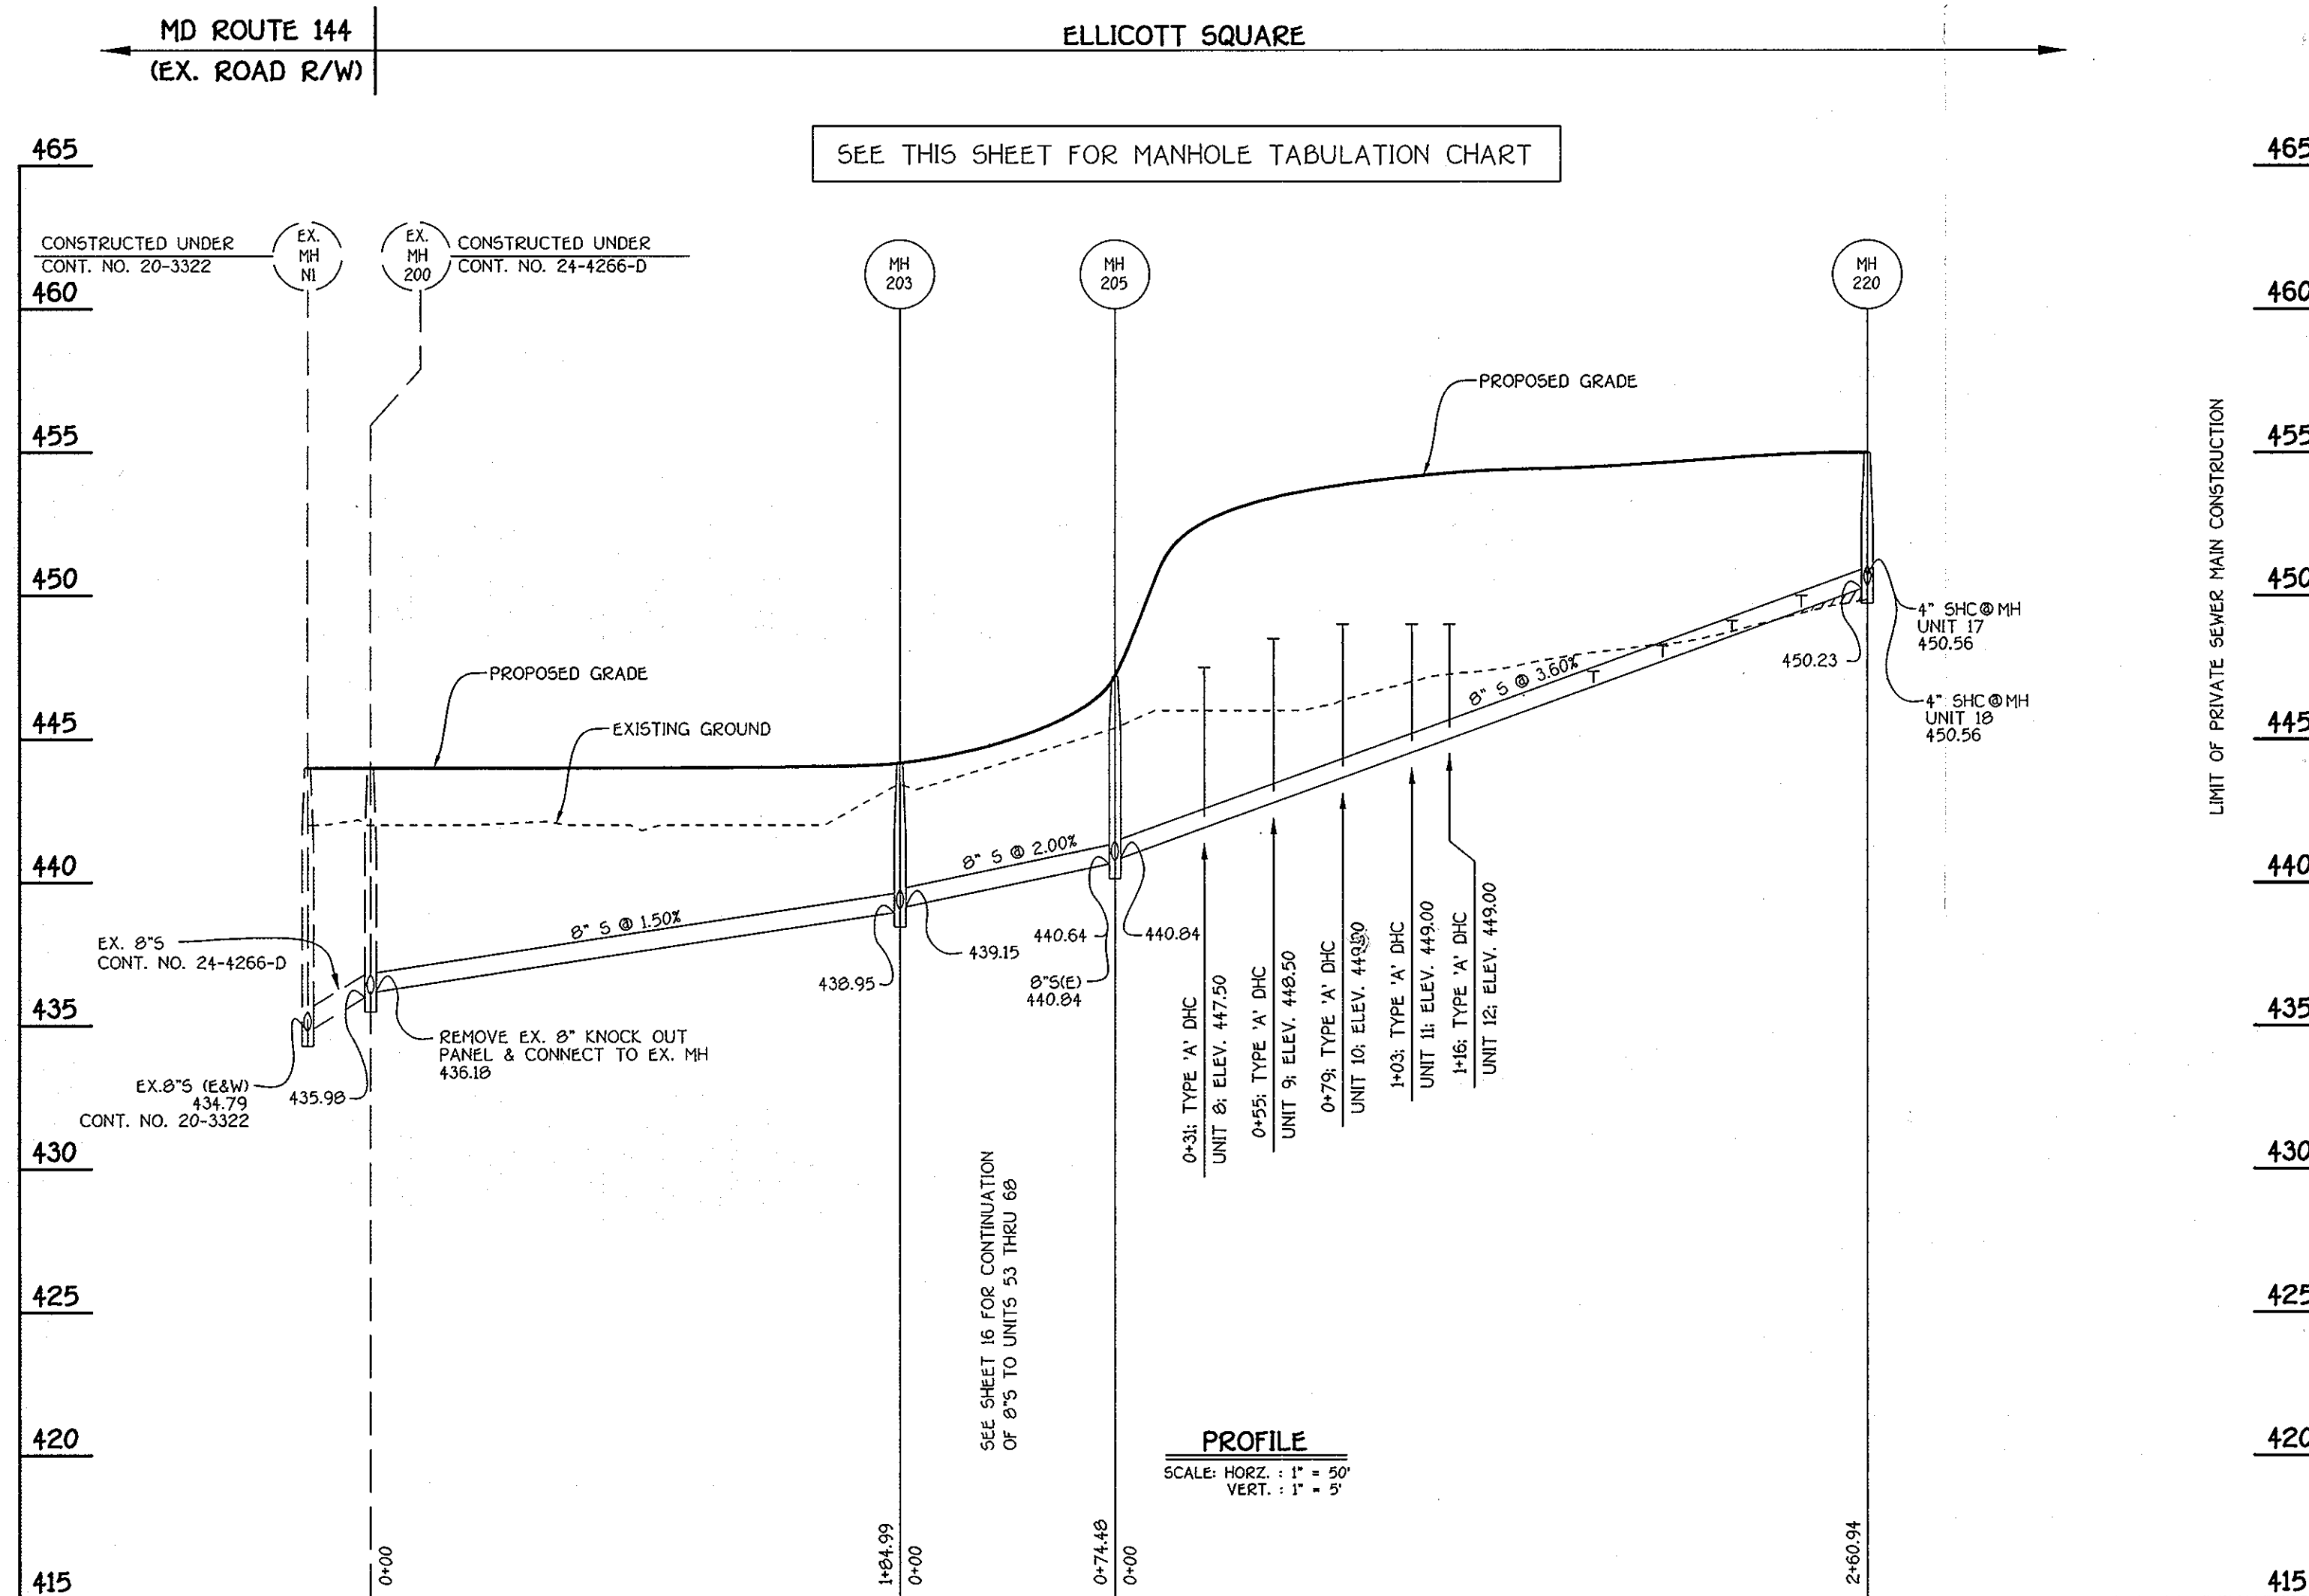 MD ROUTE 144
(EX. ROAD R/W)
ELLICOTT SQUARE
SEE THIS SHEET FOR MANHOLE TABULATION CHART
465
460
455
450
445
440
435
430
425
420
415
465
460
455
450
445
440
435
430
425
420
415
CONSTRUCTED UNDER
CONT. NO. 20-3322
EX.
MH
N1
EX.
MH
200
CONSTRUCTED UNDER
CONT. NO. 24-4266-D
MH
203
MH
205
MH
220
PROPOSED GRADE
PROPOSED GRADE
EXISTING GROUND
8" S @ 1.50%
8" S @ 2.00%
8" S @ 3.60%
EX. 8"S
CONT. NO. 24-4266-D
EX.8"S (E&W)
434.79
CONT. NO. 20-3322
435.98
REMOVE EX. 8" KNOCK OUT
PANEL & CONNECT TO EX. MH
436.18
438.95
439.15
440.64
8"S(E)
440.84
440.84
0+31; TYPE 'A' DHC
UNIT 8; ELEV. 447.50
0+55; TYPE 'A' DHC
UNIT 9; ELEV. 448.50
0+79; TYPE 'A' DHC
UNIT 10; ELEV.
1+03; TYPE 'A' DHC
UNIT 11; ELEV. 449.00
1+16; TYPE 'A' DHC
UNIT 12; ELEV. 449.00
450.23
4" SHC@MH
UNIT 17
450.56
4" SHC@MH
UNIT 18
450.56
LIMIT OF PRIVATE SEWER MAIN CONSTRUCTION
SEE SHEET 16 FOR CONTINUATION
OF 8"S TO UNITS 53 THRU 68
PROFILE
SCALE: HORZ. : 1" = 50'
VERT. : 1" = 5'
0+00
1+84.99
0+00
0+74.48
0+00
2+60.94